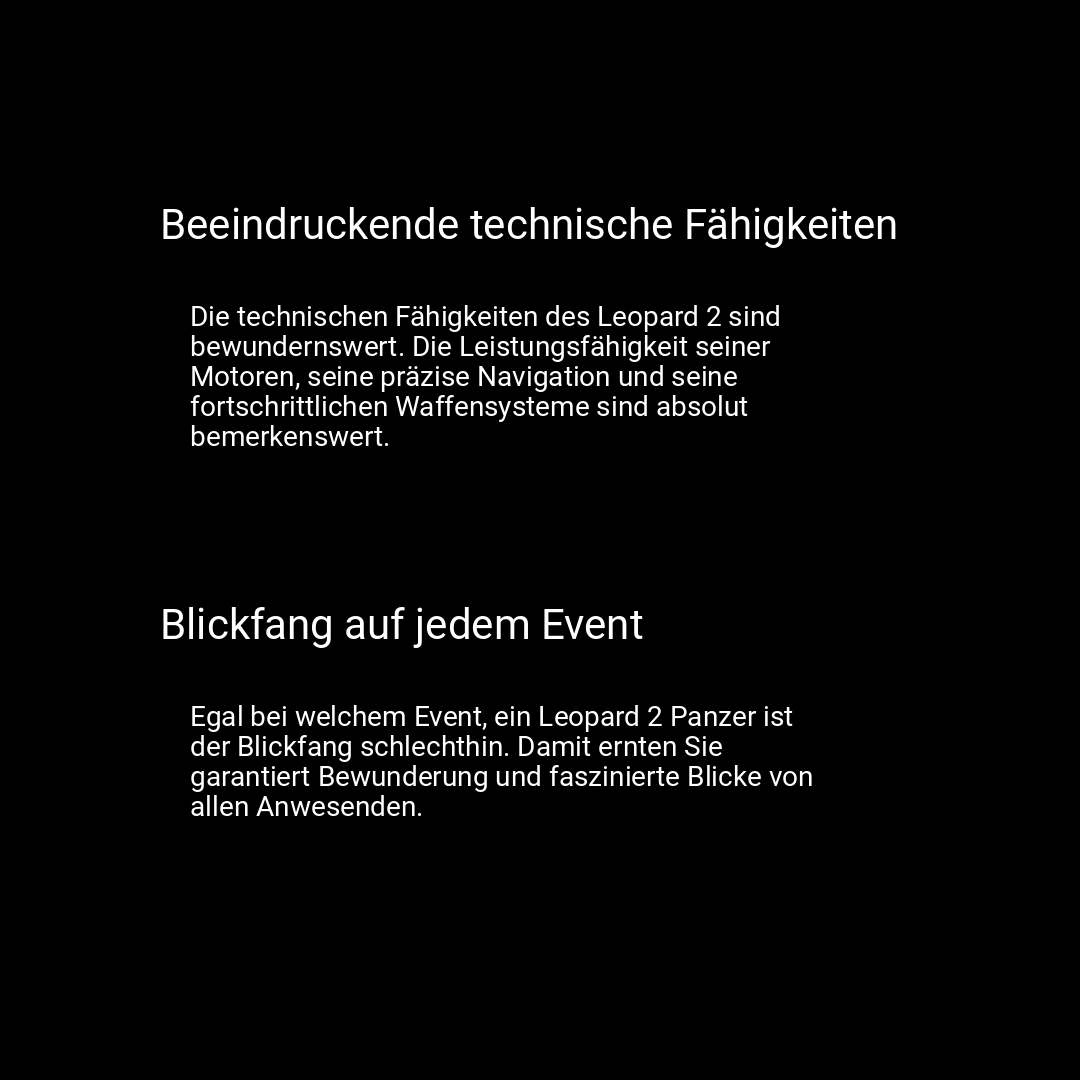 Beeindruckende technische Fähigkeiten
Die technischen Fähigkeiten des Leopard 2 sind
bewundernswert. Die Leistungsfähigkeit seiner
Motoren, seine präzise Navigation und seine
fortschrittlichen Waffensysteme sind absolut
bemerkenswert.
Blickfang auf jedem Event
Egal bei welchem Event, ein Leopard 2 Panzer ist
der Blickfang schlechthin. Damit ernten Sie
garantiert Bewunderung und faszinierte Blicke von
allen Anwesenden.